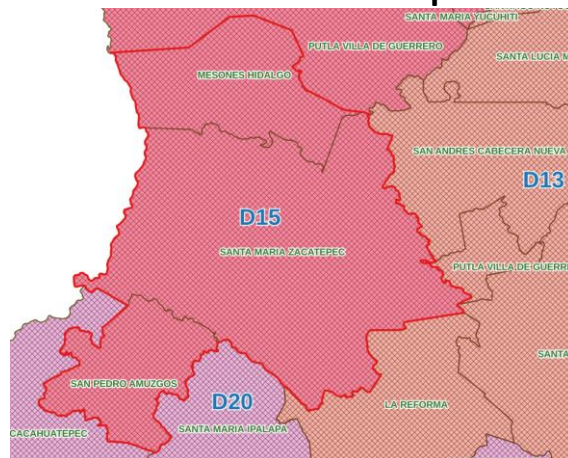 SANTA MARIA YUCUHITI
PUTLA VILLA DE GUERRERO
SANTA LUCIA M
MESONES HIDALGO
SAN ANDRES CABECERA NUEVA
D13
D15
SANTA MARIA ZACATEPEC
PUTLA VILLA DE GUERRE
SANTA
SAN PEDRO AMUZGOS
D20
LA REFORMA
CACAHUATEPEC
SANTA MARIA IPALAPA